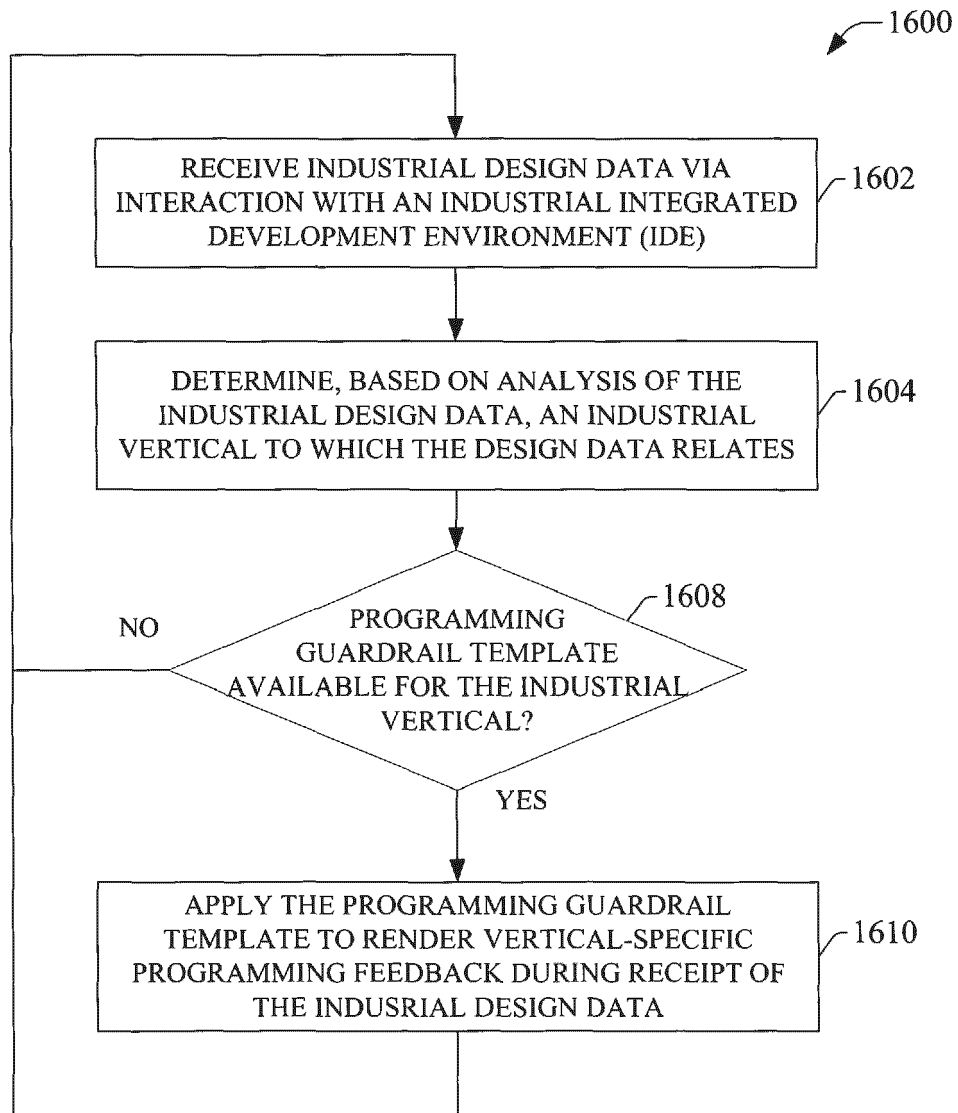 1600
RECEIVE INDUSTRIAL DESIGN DATA VIA
INTERACTION WITH AN INDUSTRIAL INTEGRATED
DEVELOPMENT ENVIRONMENT (IDE)
1602
DETERMINE, BASED ON ANALYSIS OF THE
INDUSTRIAL DESIGN DATA, AN INDUSTRIAL
VERTICAL TO WHICH THE DESIGN DATA RELATES
1604
1608
NO
PROGRAMMING
GUARDRAIL TEMPLATE
AVAILABLE FOR THE INDUSTRIAL
VERTICAL?
YES
APPLY THE PROGRAMMING GUARDRAIL
TEMPLATE TO RENDER VERTICAL-SPECIFIC
PROGRAMMING FEEDBACK DURING RECEIPT OF
THE INDUSRIAL DESIGN DATA
1610